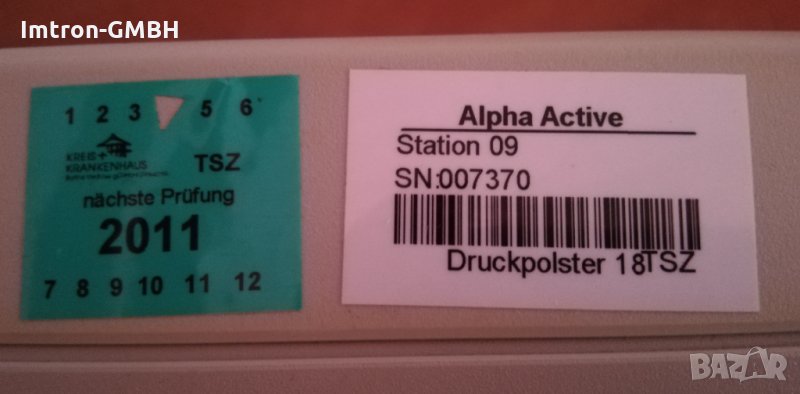 Imtron-GMBH
1 2 3 5 6
KREIS+
KRANKENHAUS
TSZ
nächste Prüfung
2011
7 8 9 10 11 12
Alpha Active
Station 09
SN:007370
Druckpolster 18TSZ
BAZAR